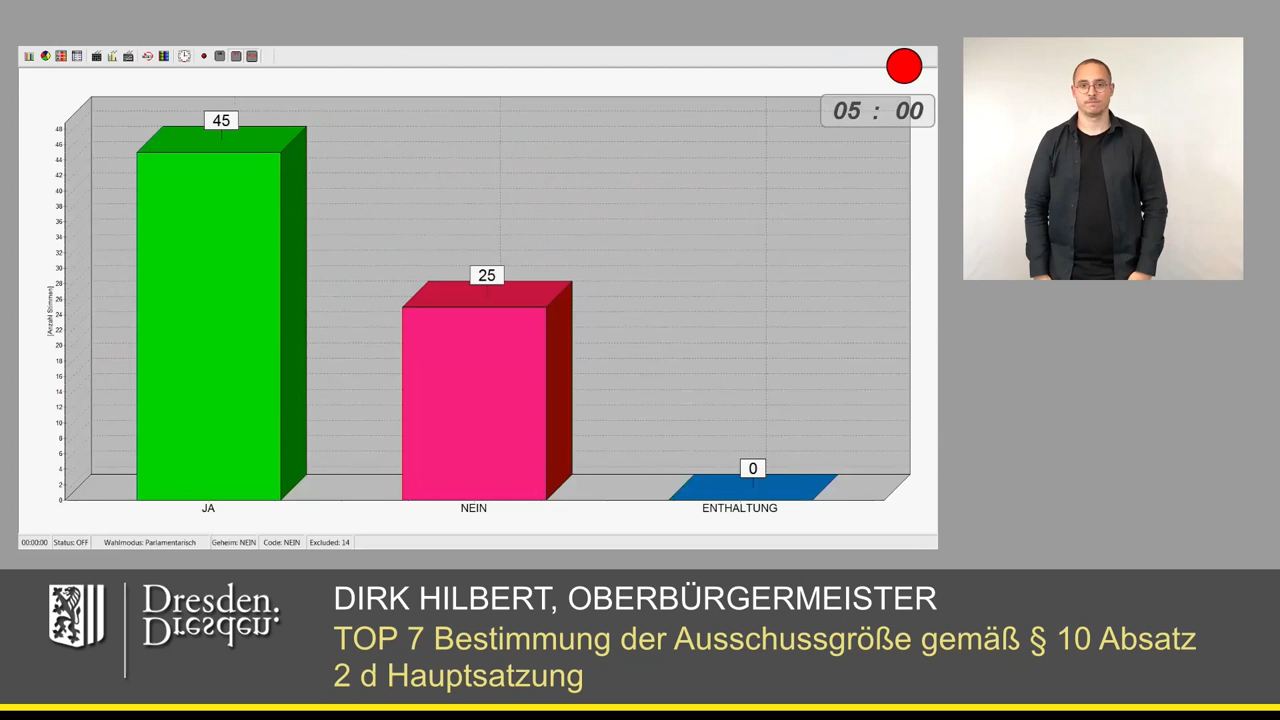 05 : 00
45
25
0
48
46
44
42
40
38
36
34
32
30
28
26
24
22
20
18
16
14
12
10
8
6
4
2
0
[Anzahl Stimmen]
JA
NEIN
ENTHALTUNG
00:00:00 Status: OFF Wahlmodus: Parlamentarisch Geheim: NEIN Code: NEIN Excluded: 14
Dresden.
Dresden.
DIRK HILBERT, OBERBÜRGERMEISTER
TOP 7 Bestimmung der Ausschussgröße gemäß § 10 Absatz
2 d Hauptsatzung